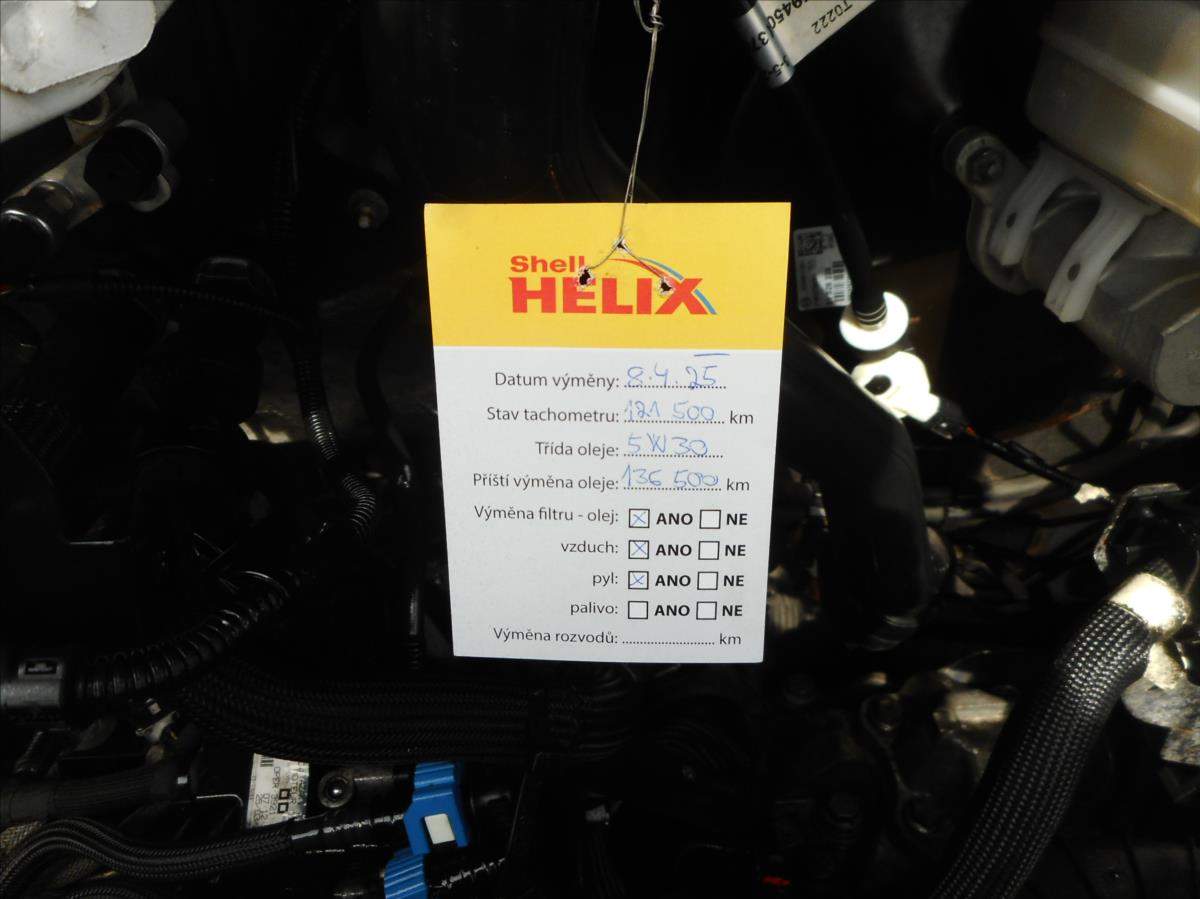 T0222
Shell
HELIX
Datum výměny: 8.4.25
Stav tachometru: 121 500 km
Třída oleje: 5W30
Příští výměna oleje: 136 500 km
Výměna filtru - olej: ☒ ANO ☐ NE
vzduch: ☒ ANO ☐ NE
pyl: ☒ ANO ☐ NE
palivo: ☐ ANO ☐ NE
Výměna rozvodů: ........................ km